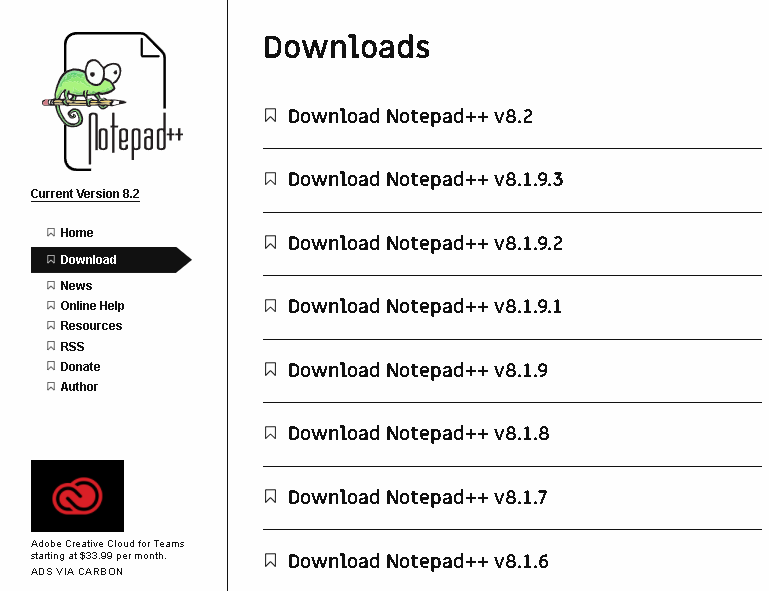 Notepad++
Current Version 8.2
Home
Download
News
Online Help
Resources
RSS
Donate
Author
Adobe Creative Cloud for Teams
starting at $33.99 per month.
ADS VIA CARBON
Downloads
Download Notepad++ v8.2
Download Notepad++ v8.1.9.3
Download Notepad++ v8.1.9.2
Download Notepad++ v8.1.9.1
Download Notepad++ v8.1.9
Download Notepad++ v8.1.8
Download Notepad++ v8.1.7
Download Notepad++ v8.1.6